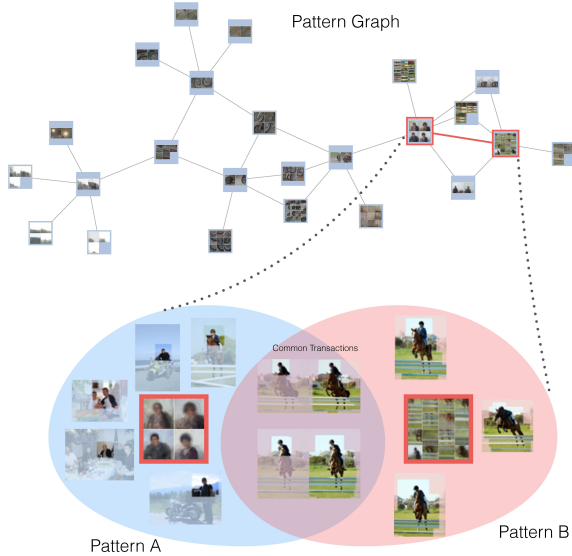 Pattern Graph
Common Transactions
Pattern A
Pattern B